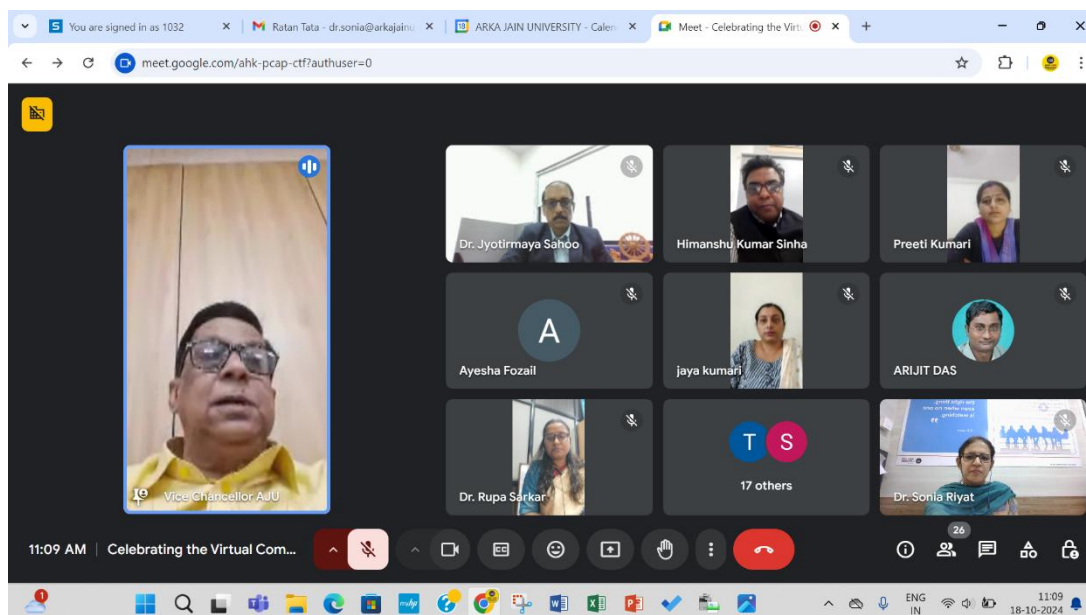 You are signed in as 1032
Ratan Tata - dr.sonia@arkajainu
ARKA JAIN UNIVERSITY - Calen
Meet - Celebrating the Virt
meet.google.com/ahk-pcap-ctf?authuser=0
Dr. Jyotirmaya Sahoo
Himanshu Kumar Sinha
Preeti Kumari
A
Ayesha Fozail
jaya kumari
ARIJIT DAS
Vice Chancellor AJU
Dr. Rupa Sarkar
T S
17 others
Dr. Sonia Riyat
11:09 AM | Celebrating the Virtual Com...
CC
26
1
ENG
IN
11:09
18-10-2024